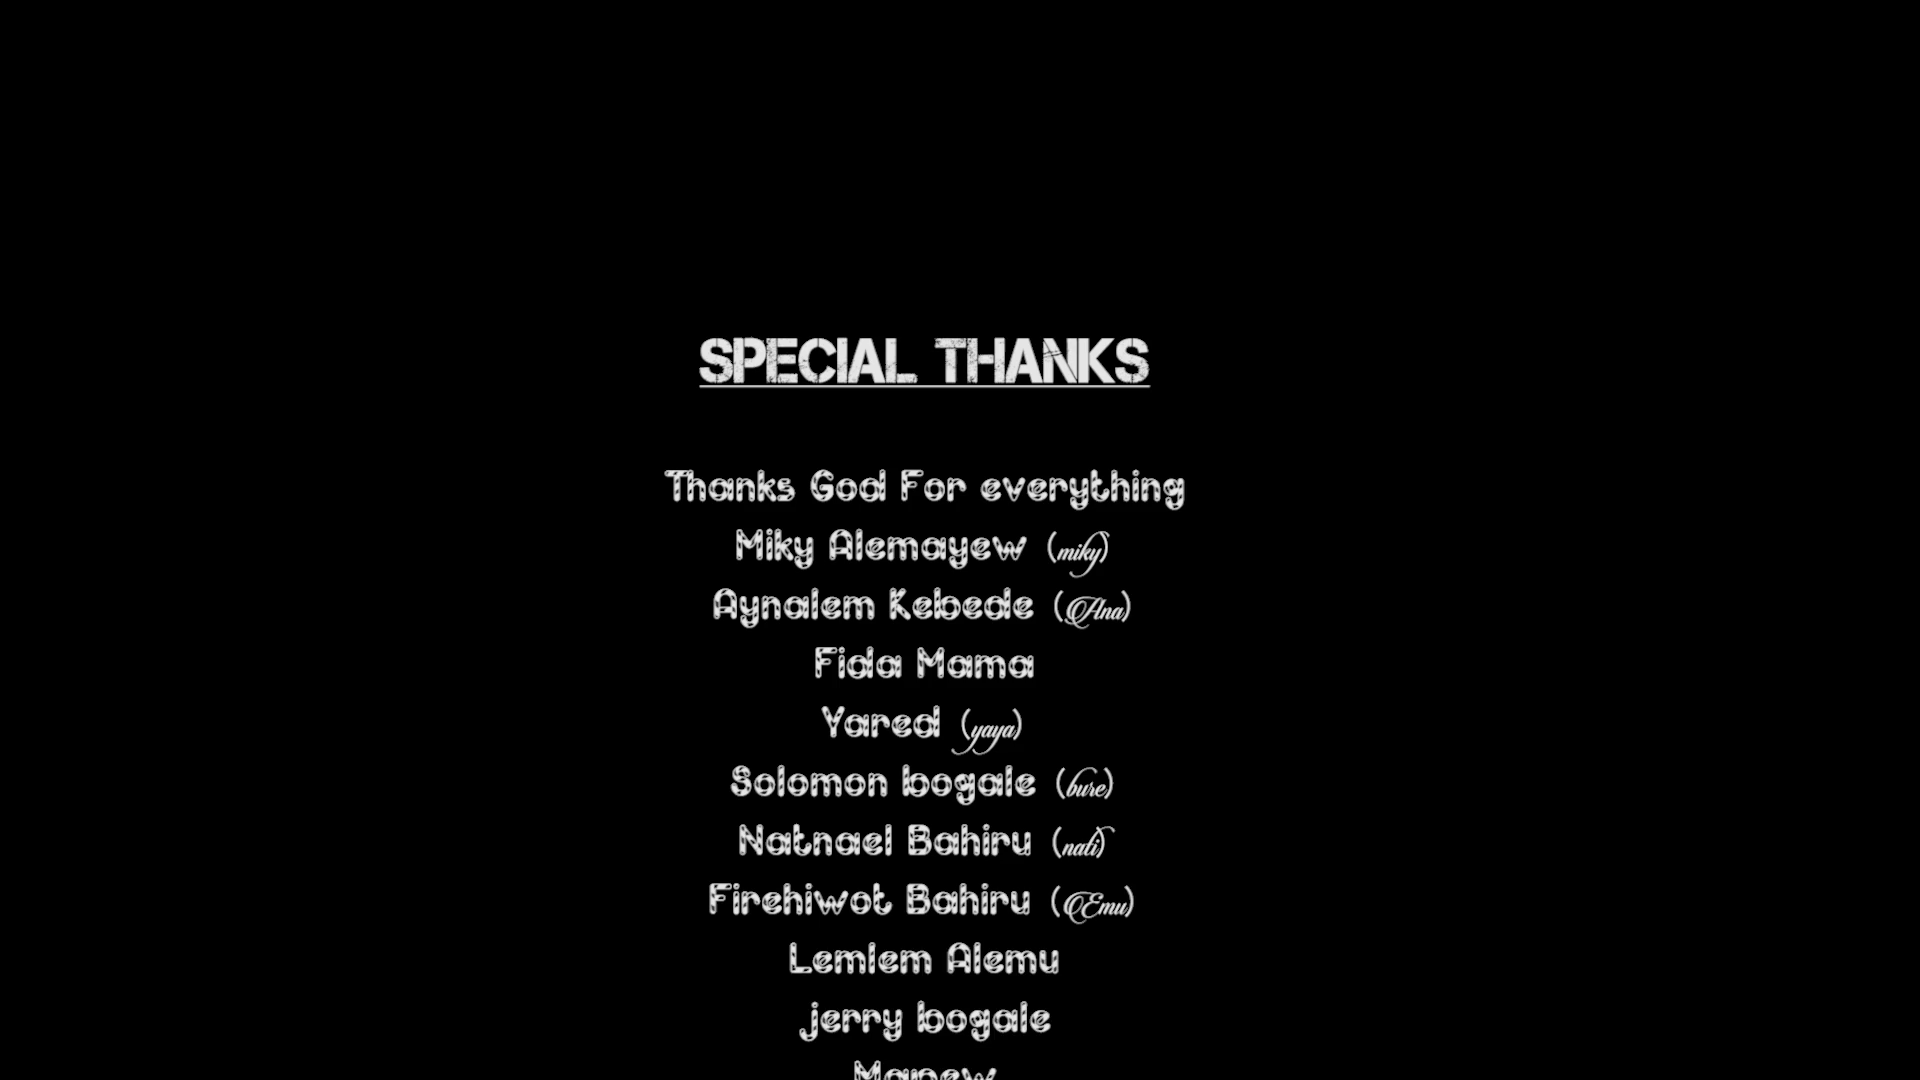 SPECIAL THANKS
Thanks God For everything
Miky Alemayew (miky)
Aynalem Kebede (Ana)
Fida Mama
Yared (yaya)
Solomon bogale (bure)
Natnael Bahiru (nati)
Firehiwot Bahiru (Emu)
Lemlem Alemu
jerry bogale